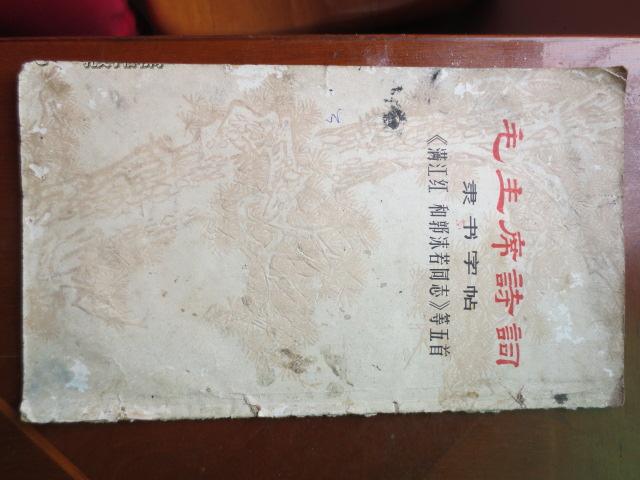 毛主席詩詞
隶书字帖
《满江红 和郭沫若同志》等五首